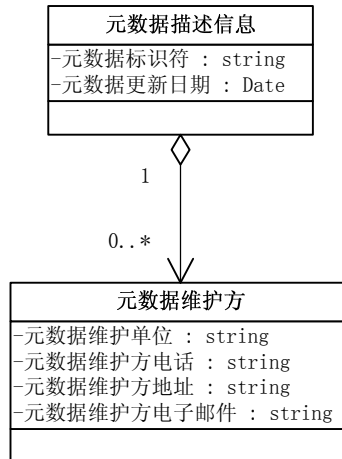 元数据描述信息
-元数据标识符 : string
-元数据更新日期 : Date
1
0..*
元数据维护方
-元数据维护单位 : string
-元数据维护方电话 : string
-元数据维护方地址 : string
-元数据维护方电子邮件 : string